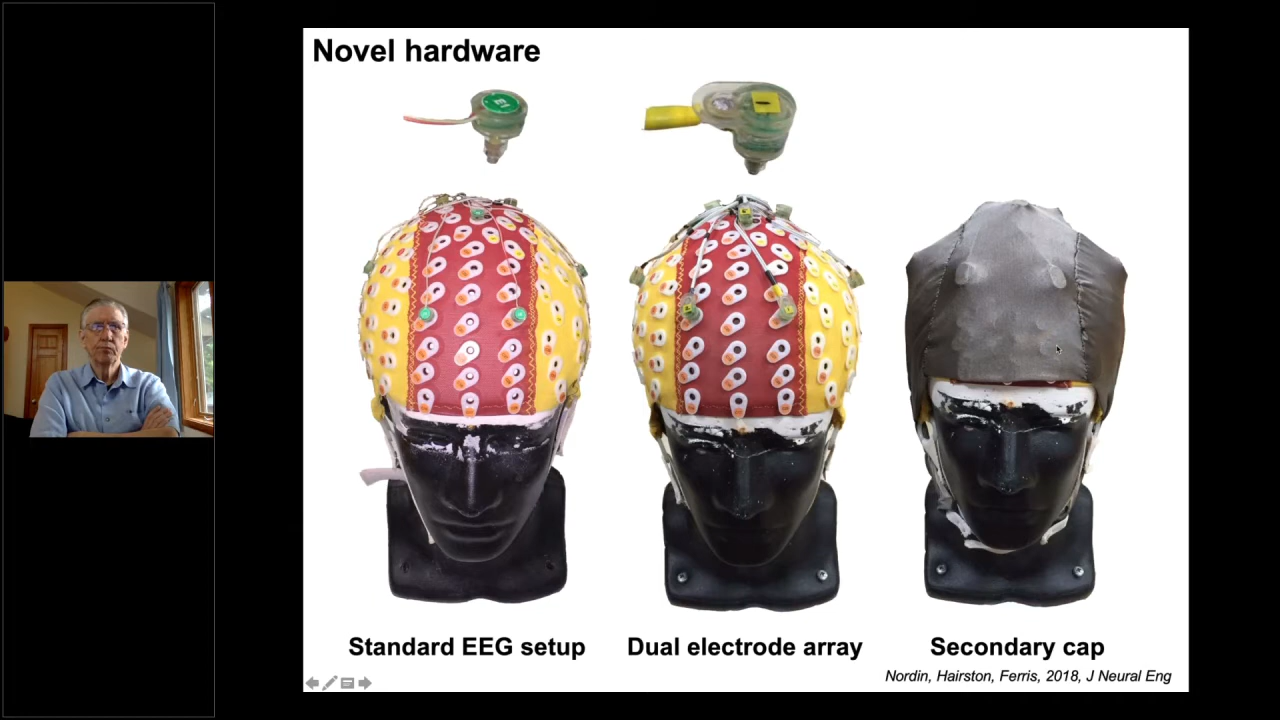 Novel hardware
Standard EEG setup
Dual electrode array
Secondary cap
Nordin, Hairston, Ferris, 2018, J Neural Eng